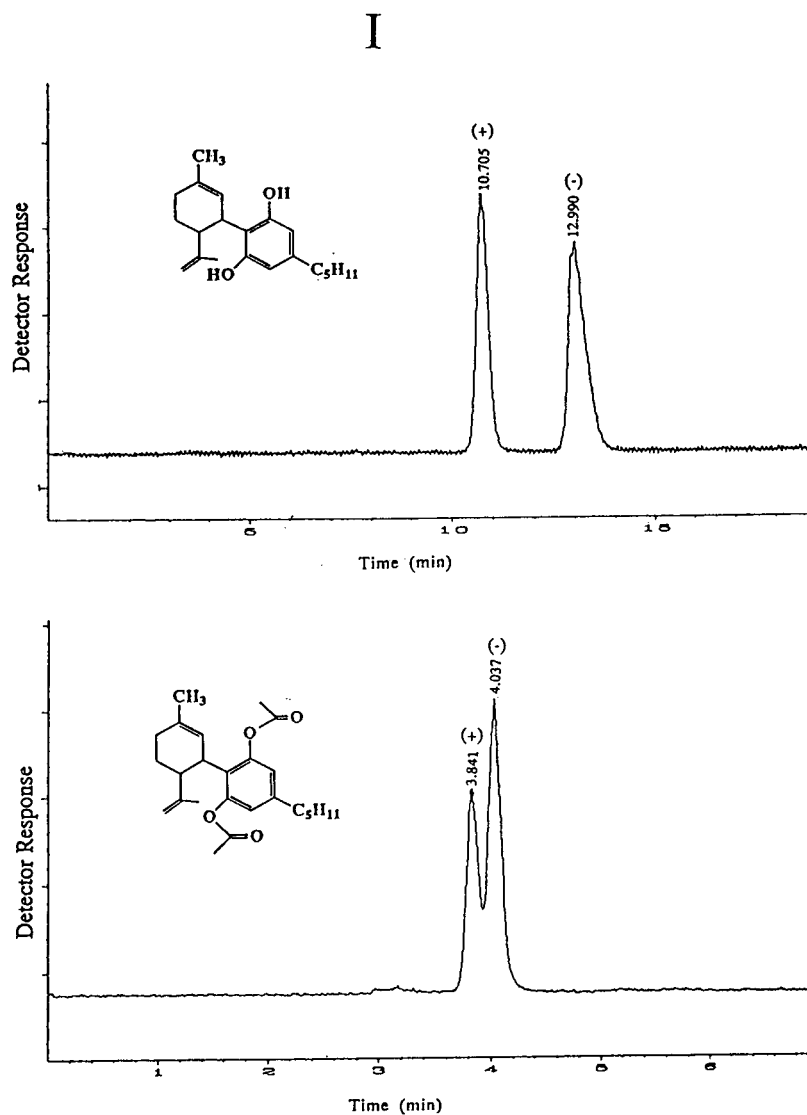 I
Detector Response
CH3
OH
HO
C5H11
(+)
10.705
(-)
12.990
5
10
15
Time (min)
Detector Response
CH3
O
O
O
O
C5H11
(+)
3.841
(-)
4.037
1
2
3
4
5
6
Time (min)